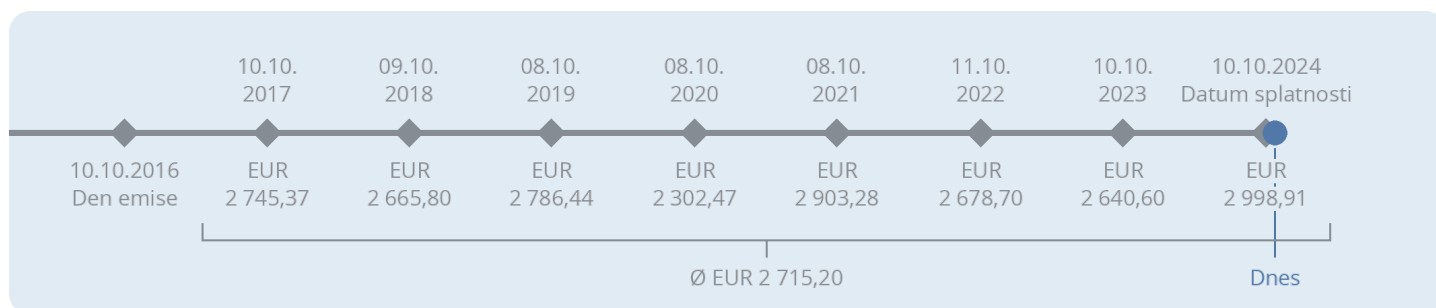 10.10.
2017
09.10.
2018
08.10.
2019
08.10.
2020
08.10.
2021
11.10.
2022
10.10.
2023
10.10.2024
Datum splatnosti
10.10.2016
Den emise
EUR
2 745,37
EUR
2 665,80
EUR
2 786,44
EUR
2 302,47
EUR
2 903,28
EUR
2 678,70
EUR
2 640,60
EUR
2 998,91
Ø EUR 2 715,20
Dnes